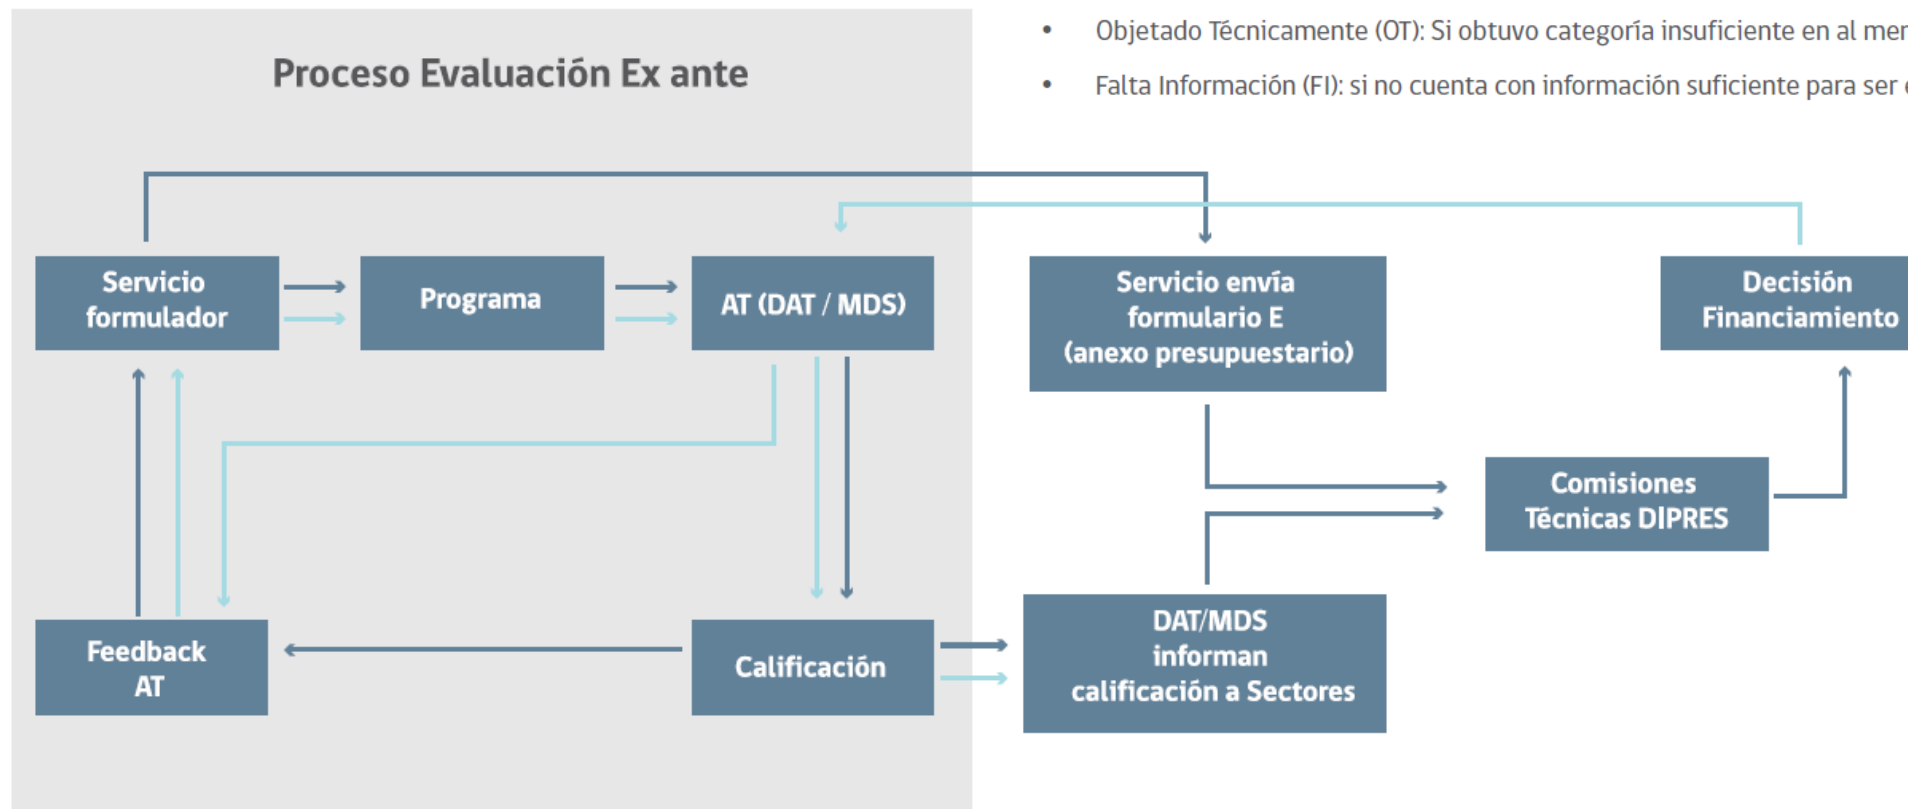 • Objetado Técnicamente (OT): Si obtuvo categoría insuficiente en al
• Falta Información (FI): si no cuenta con información suficiente para ser
Proceso Evaluación Ex ante
Servicio
formulador
Programa
AT (DAT / MDS)
Servicio envía
formulario E
(anexo presupuestario)
Decisión
Financiamiento
Comisiones
Técnicas DIPRES
Feedback
AT
Calificación
DAT/MDS
informan
calificación a Sectores